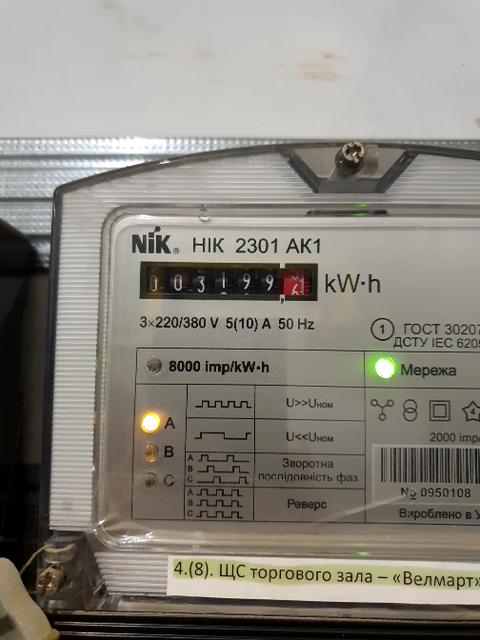 NiK® НІК 2301 АК1
003199,6 kW·h
3×220/380 V 5(10) A 50 Hz
1 ГОСТ 30207
ДСТУ IEC 6205
8000 imp/kW·h
Мережа
A
B
C
U>>Uном
U<<Uном
A
B
C
Зворотна
послідовність фаз
A
B
C
Реверс
4
2000 imp/
№ 0950108
Вироблено в У
4.(8). ЩС торгового зала – «Велмарт»